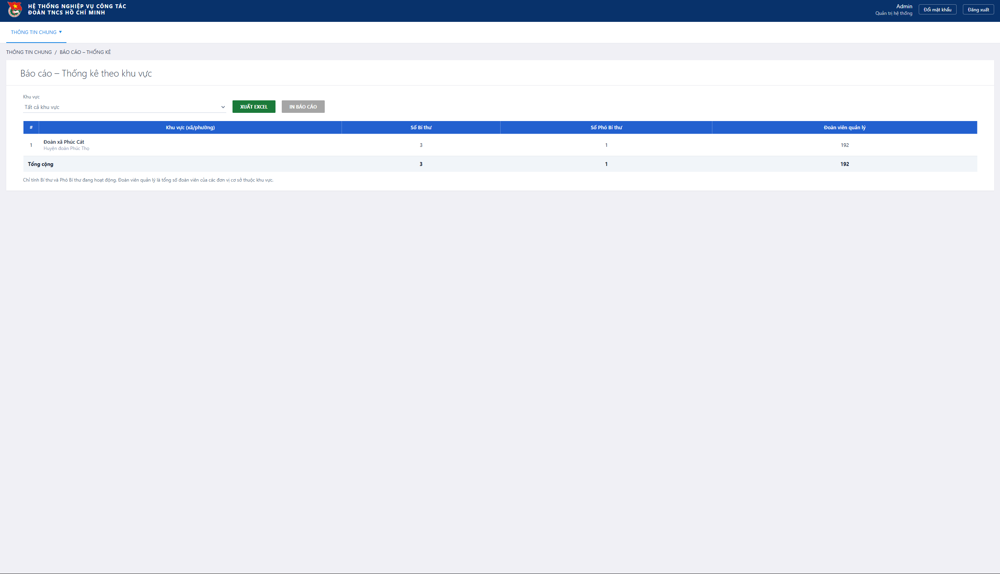 HỆ THỐNG NGHIỆP VỤ CÔNG TÁC
ĐOÀN TNCS HỒ CHÍ MINH
Admin
Quản trị hệ thống
Đổi mật khẩu
Đăng xuất
THÔNG TIN CHUNG ▼
THÔNG TIN CHUNG / BÁO CÁO – THỐNG KÊ
Báo cáo – Thống kê theo khu vực
Khu vực
Tất cả khu vực
XUẤT EXCEL
IN BÁO CÁO
# Khu vực (xã/phường) Số Bí thư Số Phó Bí thư Đoàn viên quản lý
1 Đoàn xã Phúc Cát 3 1 192
Huyện đoàn Phúc Thọ
Tổng cộng 3 1 192
Chỉ tính Bí thư và Phó Bí thư đang hoạt động. Đoàn viên quản lý là tổng số đoàn viên của các đơn vị cơ sở thuộc khu vực.